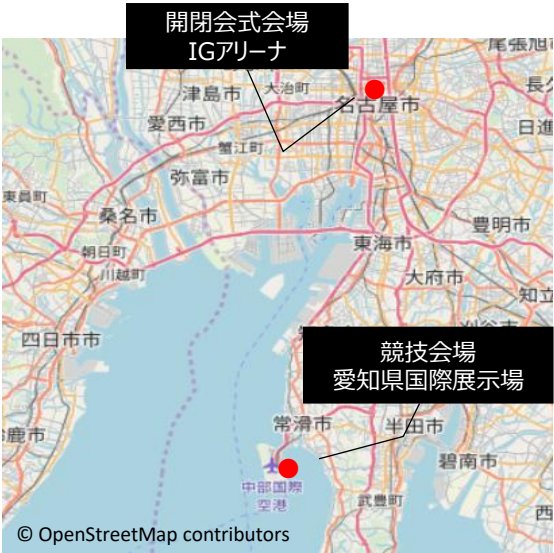 開閉会式会場
IGアリーナ
尾張旭市
津島市
大治町
長久
名古屋市
愛西市
日進
蟹江町
弥富市
東員町
桑名市
豊明市
東海市
朝日町
川越町
大府市
知立
四日市市
競技会場
愛知県国際展示場
常滑市
半田市
鈴鹿市
碧南市
中部国際
空港
武豊町
西
© OpenStreetMap contributors